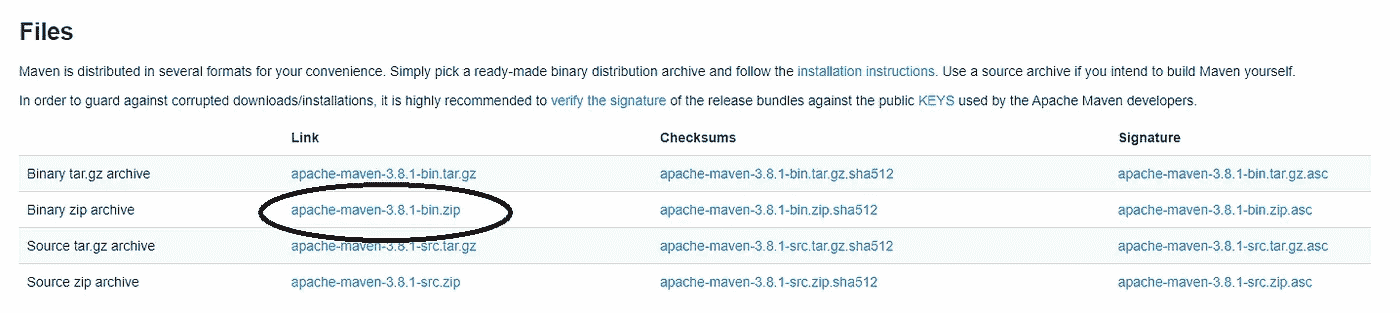 Files
Maven is distributed in several formats for your convenience. Simply pick a ready-made binary distribution archive and follow the installation instructions. Use a source archive if you intend to build Maven yourself.
In order to guard against corrupted downloads/installations, it is highly recommended to verify the signature of the release bundles against the public KEYS used by the Apache Maven developers.
Link Checksums Signature
Binary tar.gz archive apache-maven-3.8.1-bin.tar.gz apache-maven-3.8.1-bin.tar.gz.sha512 apache-maven-3.8.1-bin.tar.gz.asc
Binary zip archive apache-maven-3.8.1-bin.zip apache-maven-3.8.1-bin.zip.sha512 apache-maven-3.8.1-bin.zip.asc
Source tar.gz archive apache-maven-3.8.1-src.tar.gz apache-maven-3.8.1-src.tar.gz.sha512 apache-maven-3.8.1-src.tar.gz.asc
Source zip archive apache-maven-3.8.1-src.zip apache-maven-3.8.1-src.zip.sha512 apache-maven-3.8.1-src.zip.asc